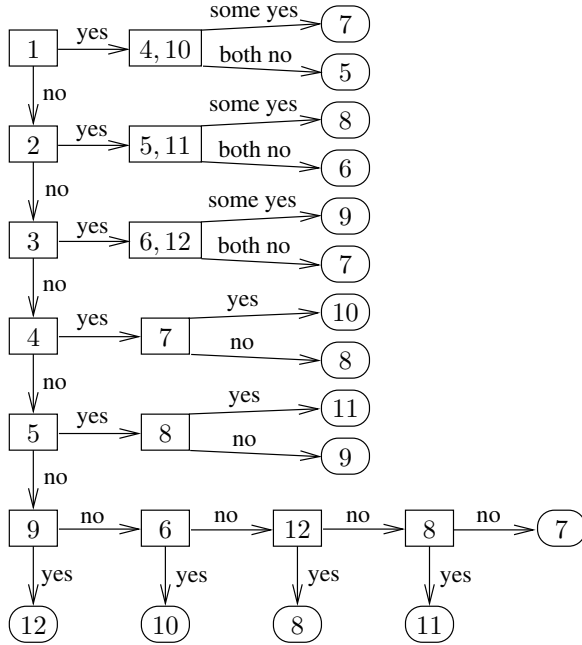 some yes
1 yes 4, 10 7
both no
5
no
some yes
2 yes 5, 11 8
both no
6
no
some yes
3 yes 6, 12 9
both no
7
no
yes
4 yes 7 10
no
8
no
yes
5 yes 8 11
no
9
no
9 no 6 no 12 no 8 no 7
yes yes yes yes
12 10 8 11